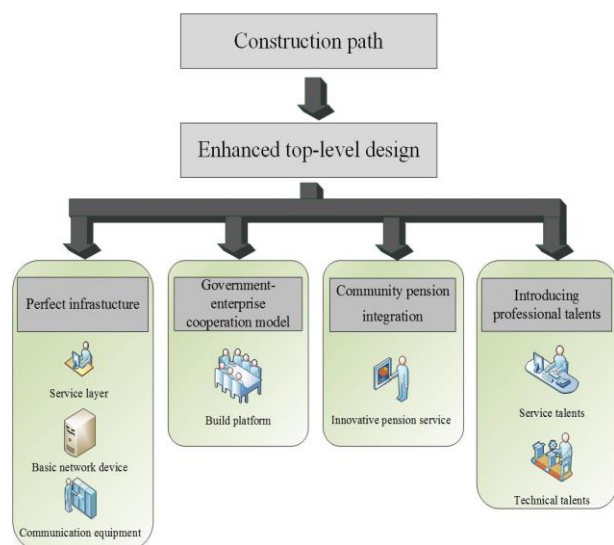 Construction path
Enhanced top-level design
Perfect infrastucture
Service layer
Basic network device
Communication equipment
Government-
enterprise
cooperation model
Build platform
Community pension
integration
Innovative pension service
Introducing
professional talents
Service talents
Technical talents